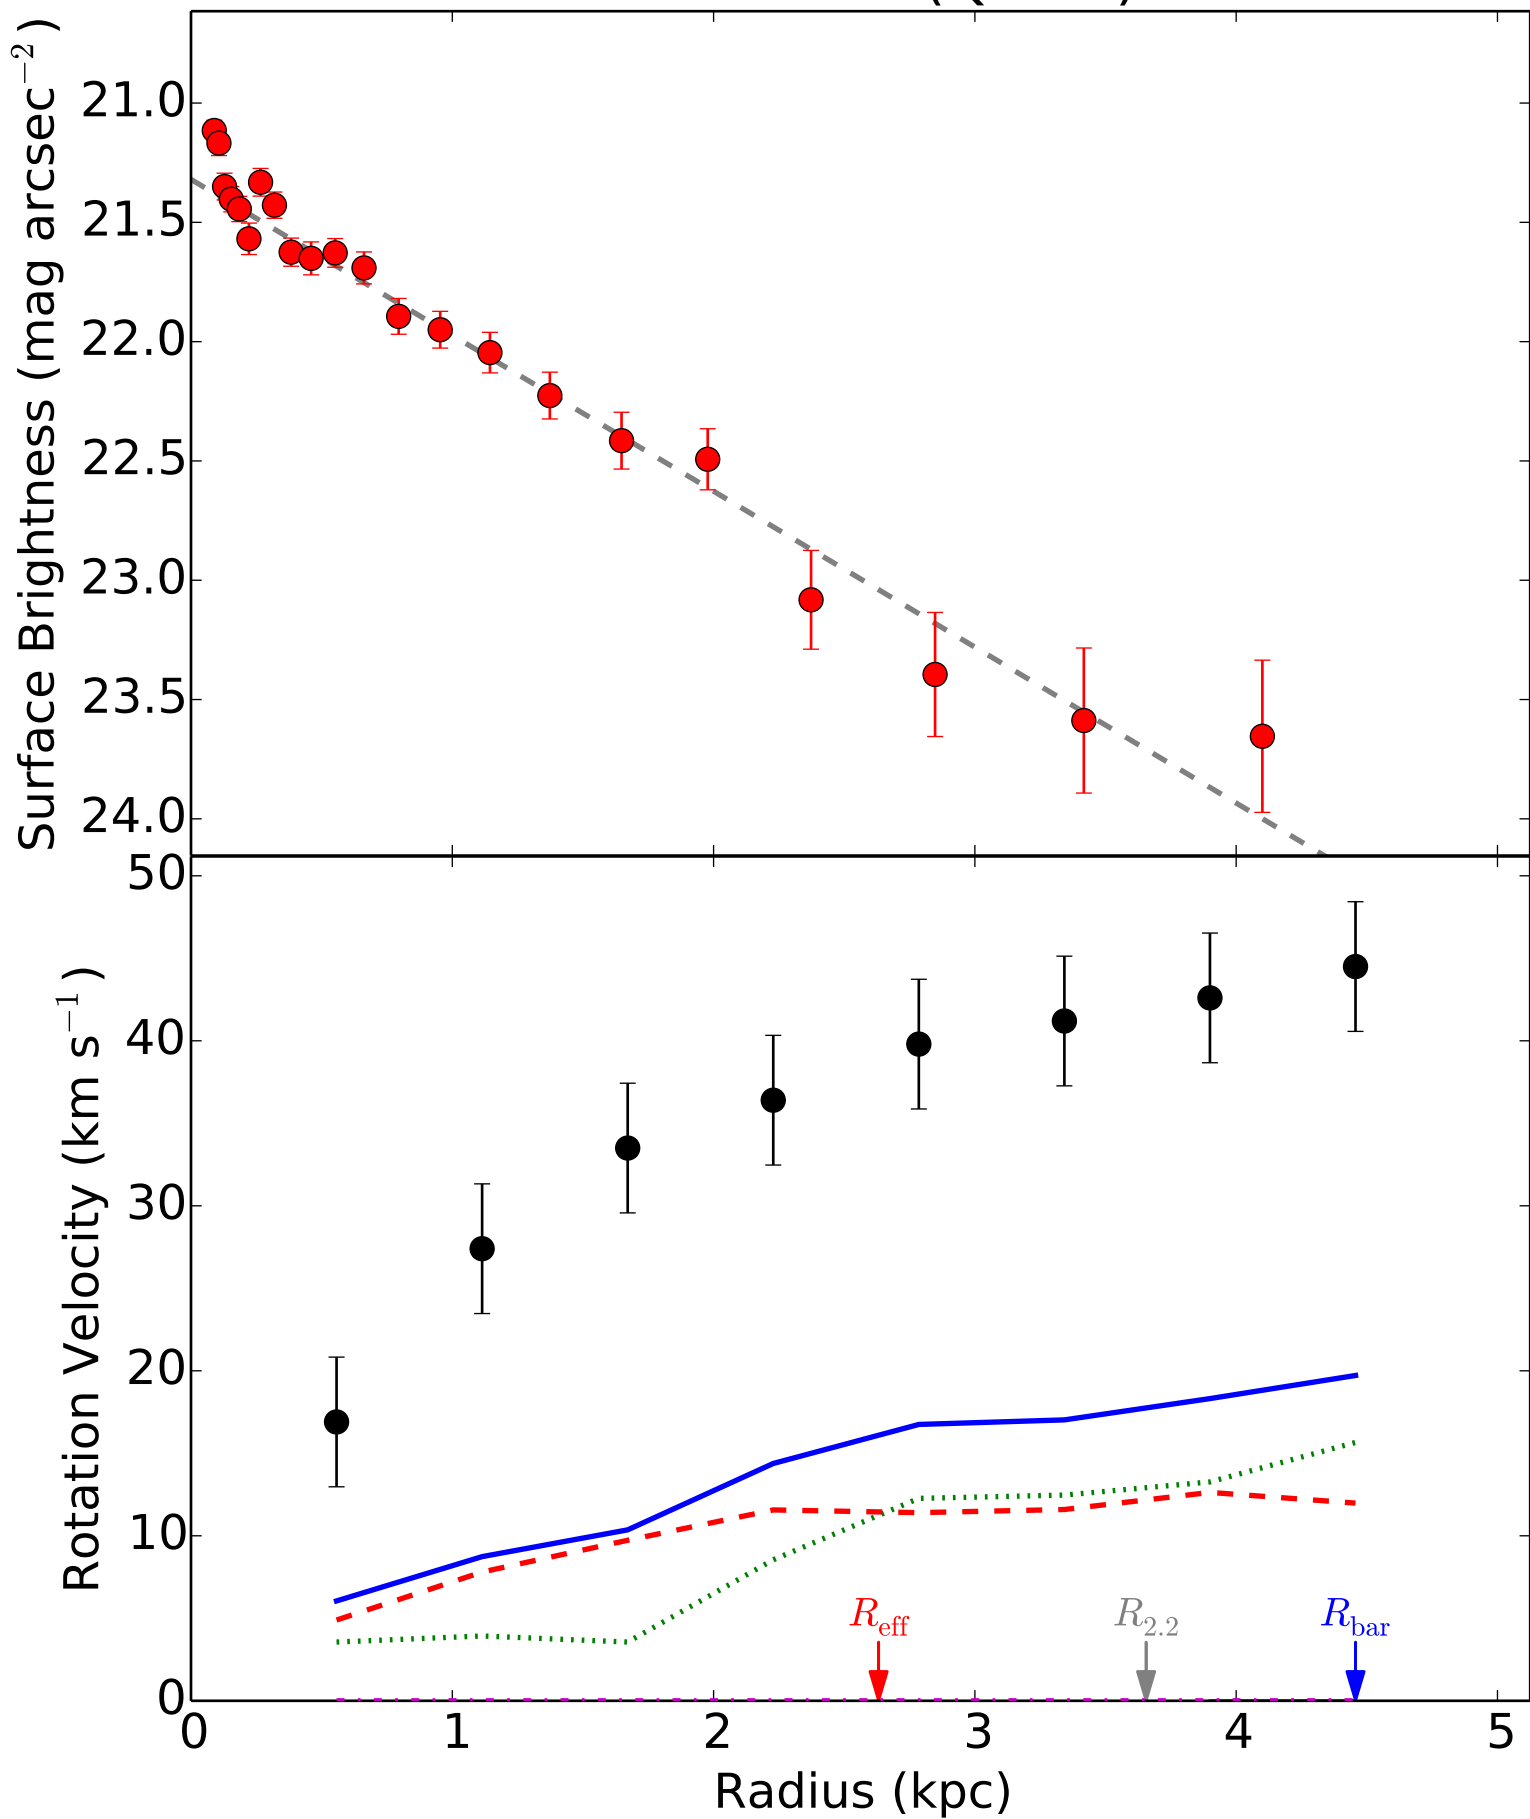 Surface Brightness (mag arcsec⁻²)
21.0
21.5
22.0
22.5
23.0
23.5
24.0
Rotation Velocity (km s⁻¹)
50
40
30
20
10
0
R_eff
R_2.2
R_bar
0 1 2 3 4 5
Radius (kpc)